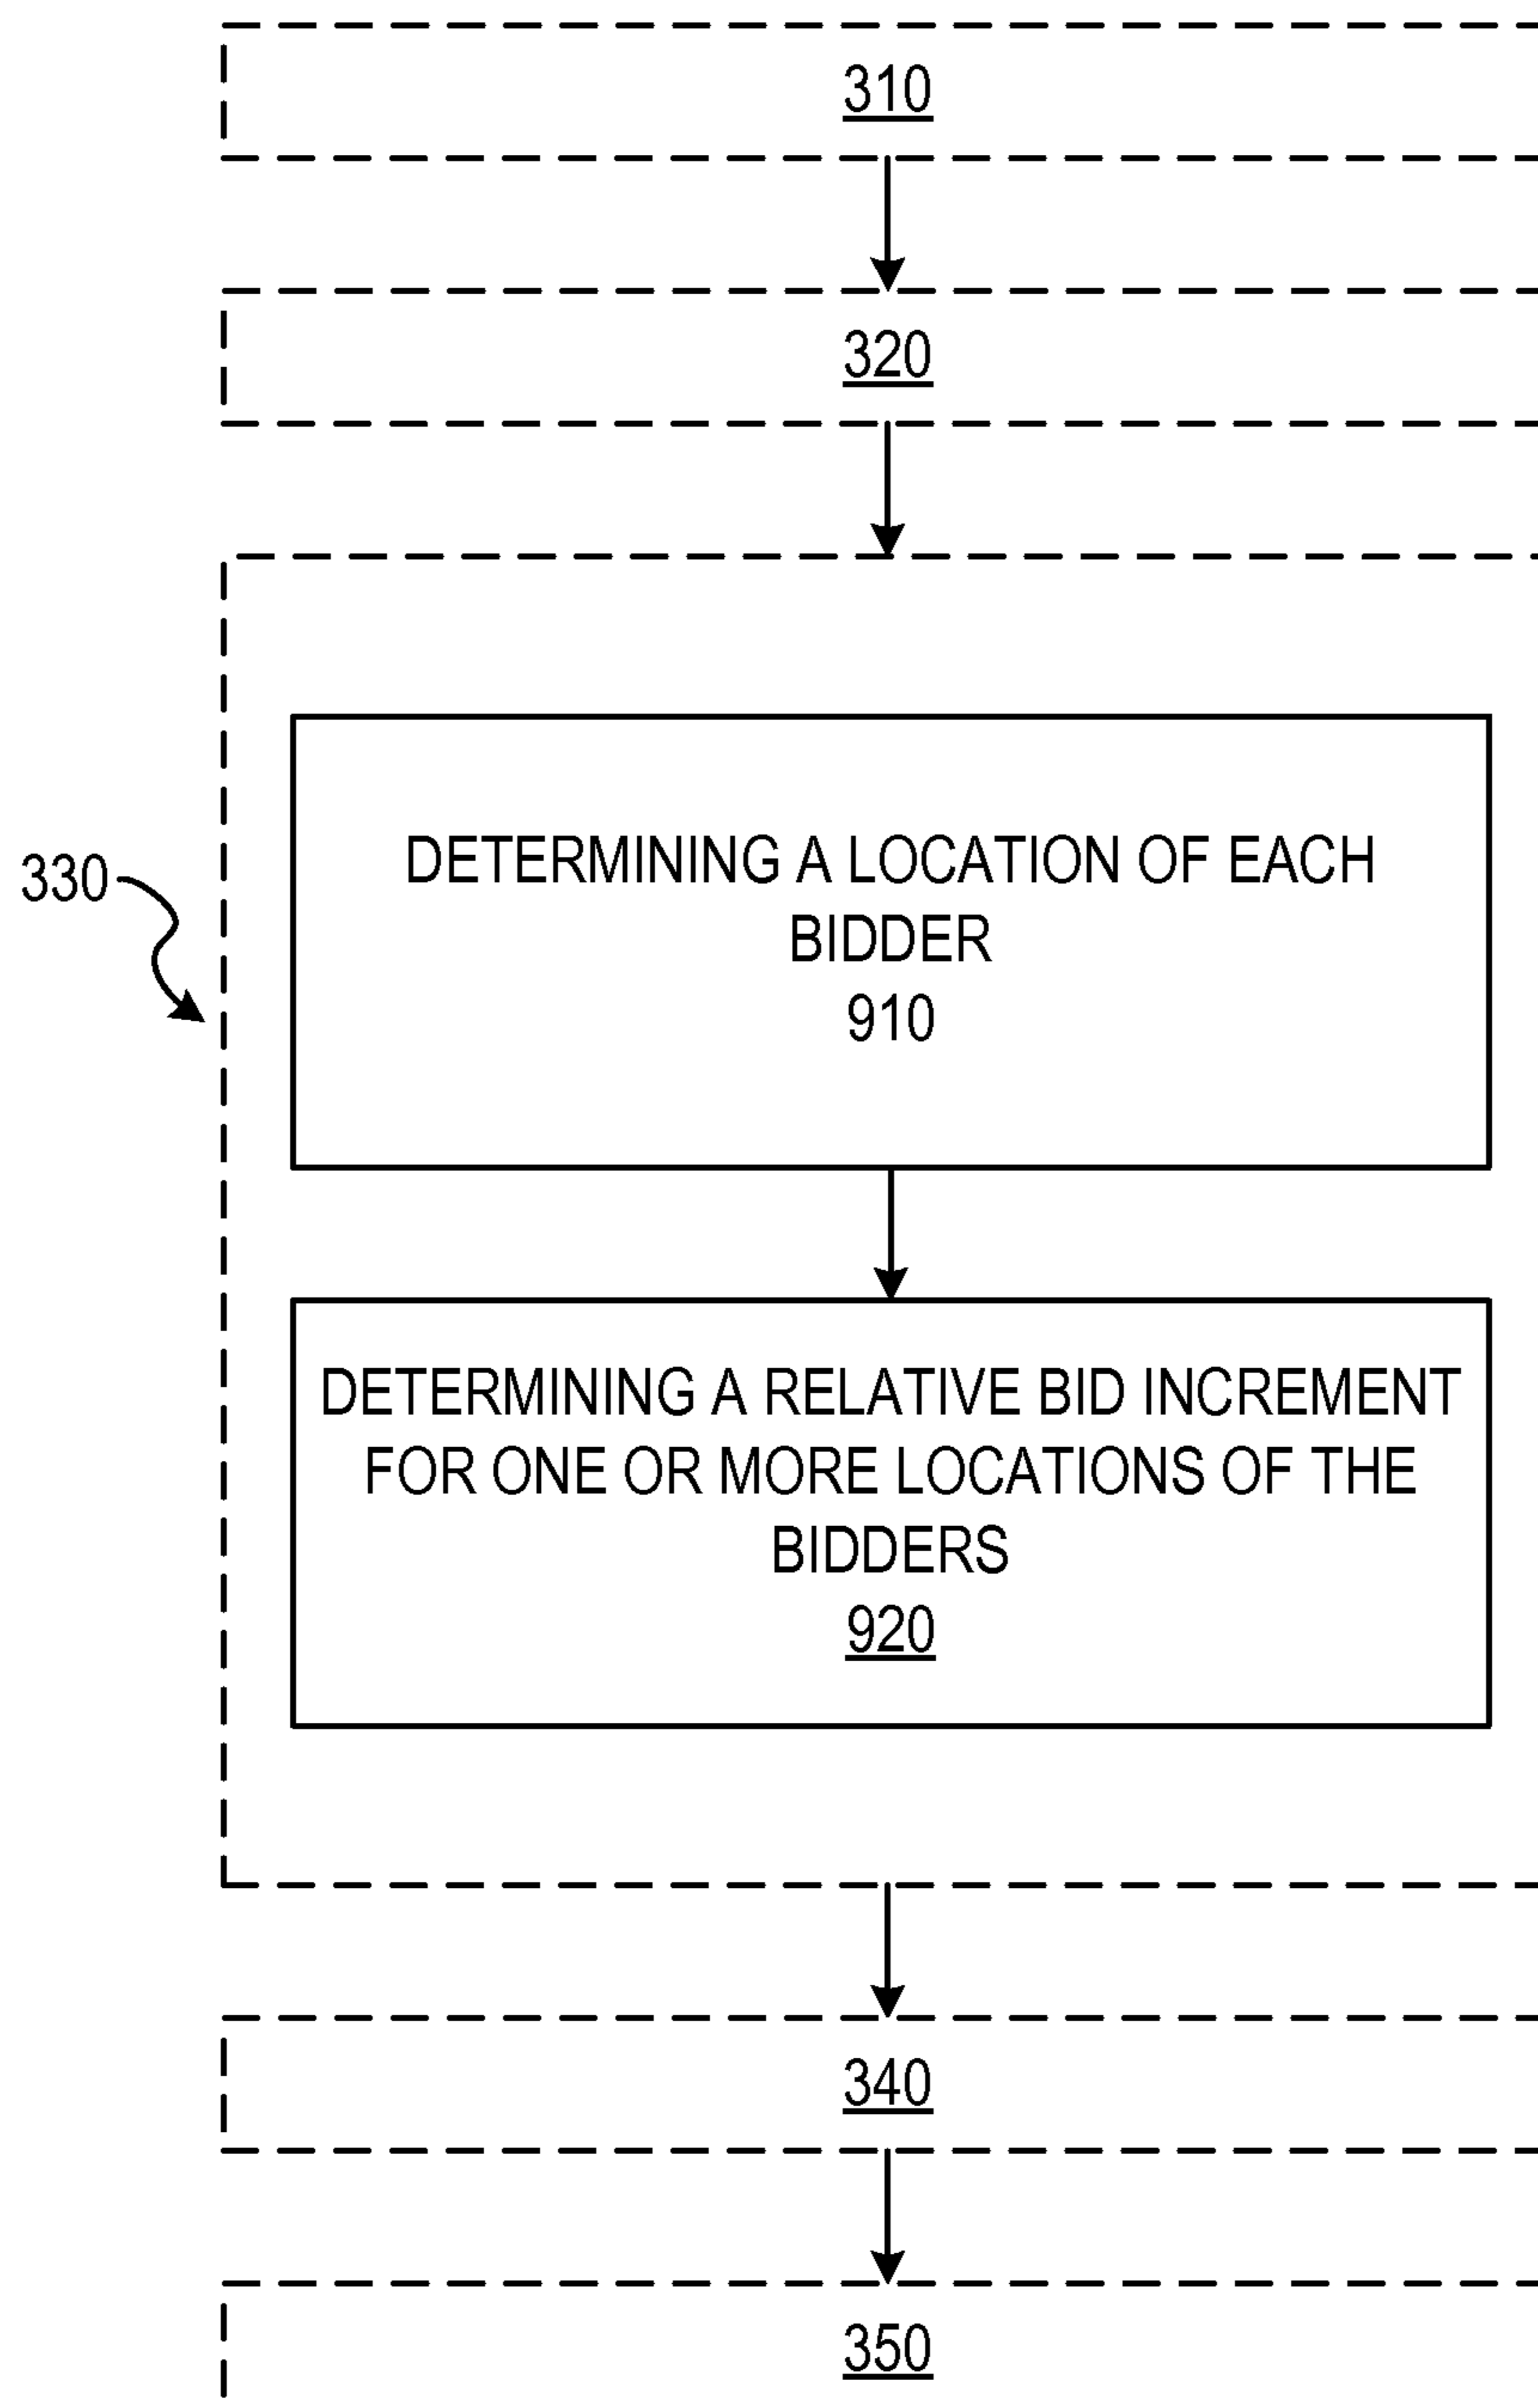 310
320
330
DETERMINING A LOCATION OF EACH
BIDDER
910
DETERMINING A RELATIVE BID INCREMENT
FOR ONE OR MORE LOCATIONS OF THE
BIDDERS
920
340
350